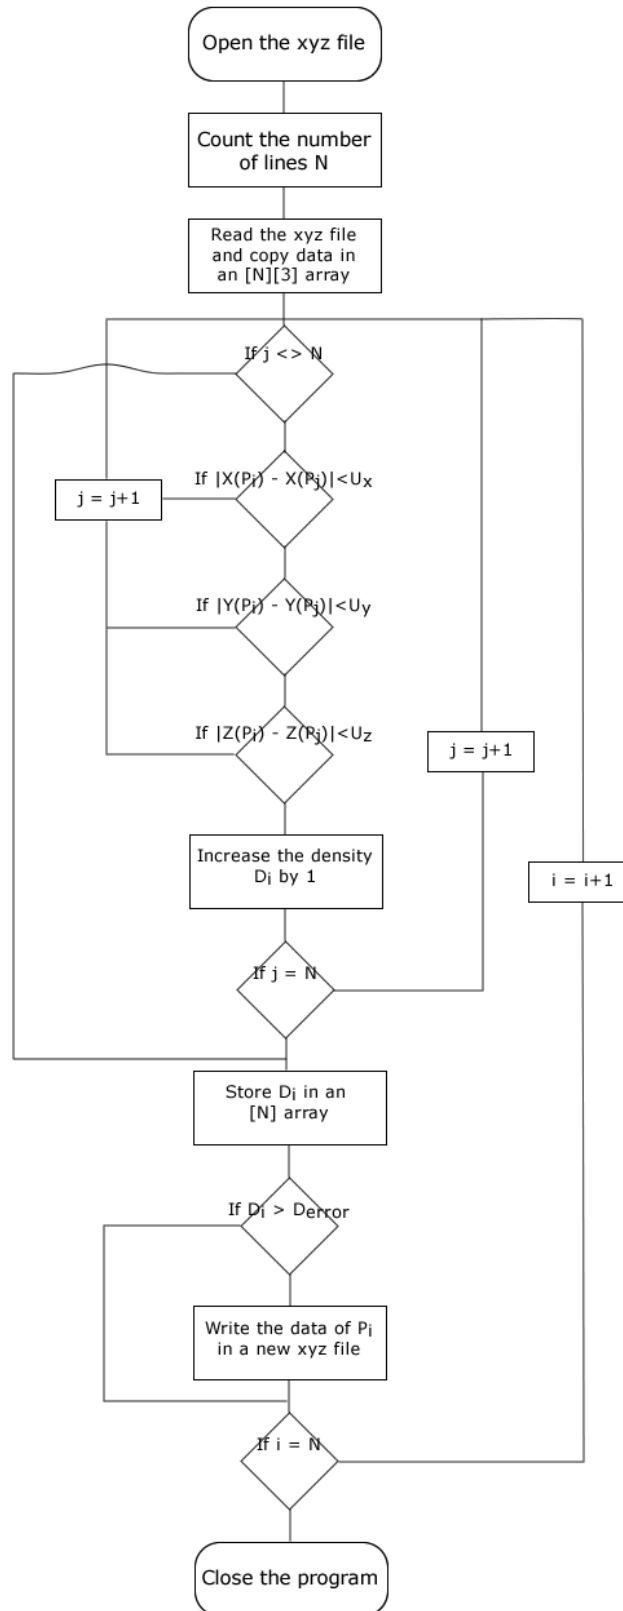 Open the xyz file
Count the number
of lines N
Read the xyz file
and copy data in
an [N][3] array
If j <> N
If |X(Pi) - X(Pj)|<Ux
j = j+1
If |Y(Pi) - Y(Pj)|<Uy
If |Z(Pi) - Z(Pj)|<Uz
j = j+1
Increase the density
Di by 1
i = i+1
If j = N
Store Di in an
[N] array
If Di > Derror
Write the data of Pi
in a new xyz file
If i = N
Close the program